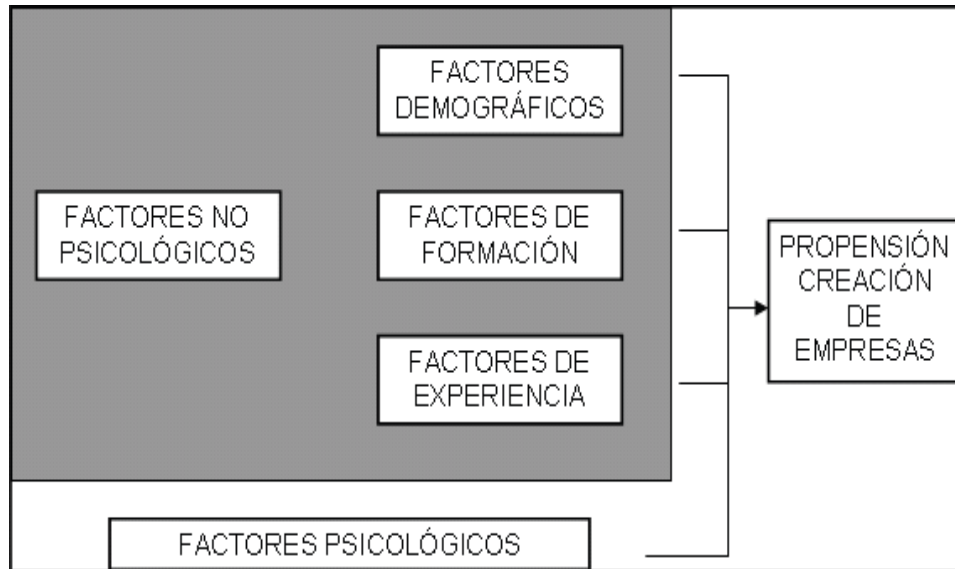 FACTORES
DEMOGRÁFICOS
FACTORES NO
PSICOLÓGICOS
FACTORES DE
FORMACIÓN
FACTORES DE
EXPERIENCIA
PROPENSIÓN
CREACIÓN
DE
EMPRESAS
FACTORES PSICOLÓGICOS